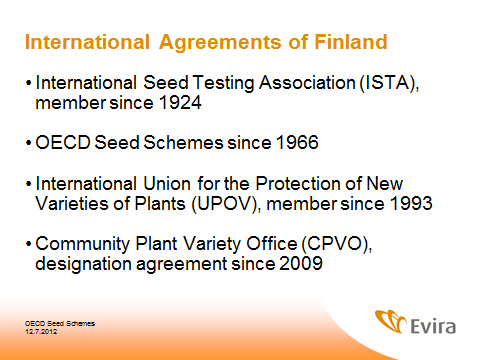 International Agreements of Finland
• International Seed Testing Association (ISTA),
member since 1924
• OECD Seed Schemes since 1966
• International Union for the Protection of New
Varieties of Plants (UPOV), member since 1993
• Community Plant Variety Office (CPVO),
designation agreement since 2009
OECD Seed Schemes
12.7.2012
Evira